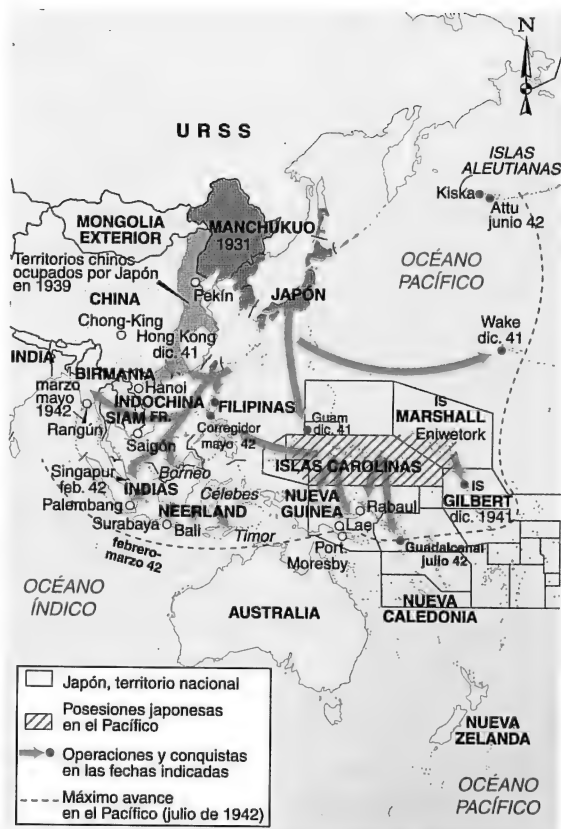 N
URSS
ISLAS
ALEUTIANAS
Kiska
Attu
junio 42
MONGOLIA
EXTERIOR
MANCHUKUO
1931
OCÉANO
PACÍFICO
Territorios chinos
ocupados por Japón
en 1939
Pekín
JAPÓN
CHINA
Chong-King
Hong Kong
dic. 41
Wake
dic. 41
INDIA
BIRMANIA
marzo
mayo
1942
Hanoi
INDOCHINA
FR.
SIAM
FILIPINAS
Guam
dic. 41
IS
MARSHALL
Eniwetork
Rangún
Corregidor
mayo 42
Saigón
ISLAS CAROLINAS
Singapur
feb. 42
Borneo
INDIAS
NEERLAND
Célebes
NUEVA
GUINEA
Rabaul
IS
GILBERT
dic. 1941
Palembang
Surabaya
Bali
Lae
febrero-
marzo 42
Timor
Port.
Moresby
Guadalcanal
julio 42
OCÉANO
ÍNDICO
AUSTRALIA
NUEVA
CALEDONIA
Japón, territorio nacional
Posesiones japonesas
en el Pacífico
Operaciones y conquistas
en las fechas indicadas
Máximo avance
en el Pacífico (julio de 1942)
NUEVA
ZELANDA
OCÉANO
PACÍFICO